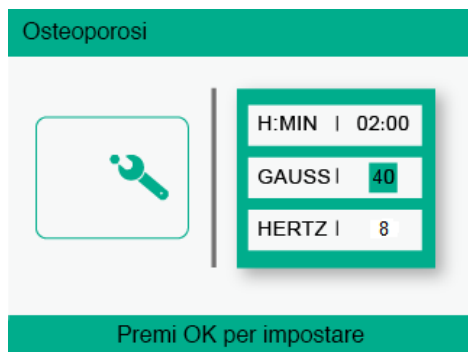 Osteoporosi
H:MIN | 02:00
GAUSS | 40
HERTZ | 8
Premi OK per impostare